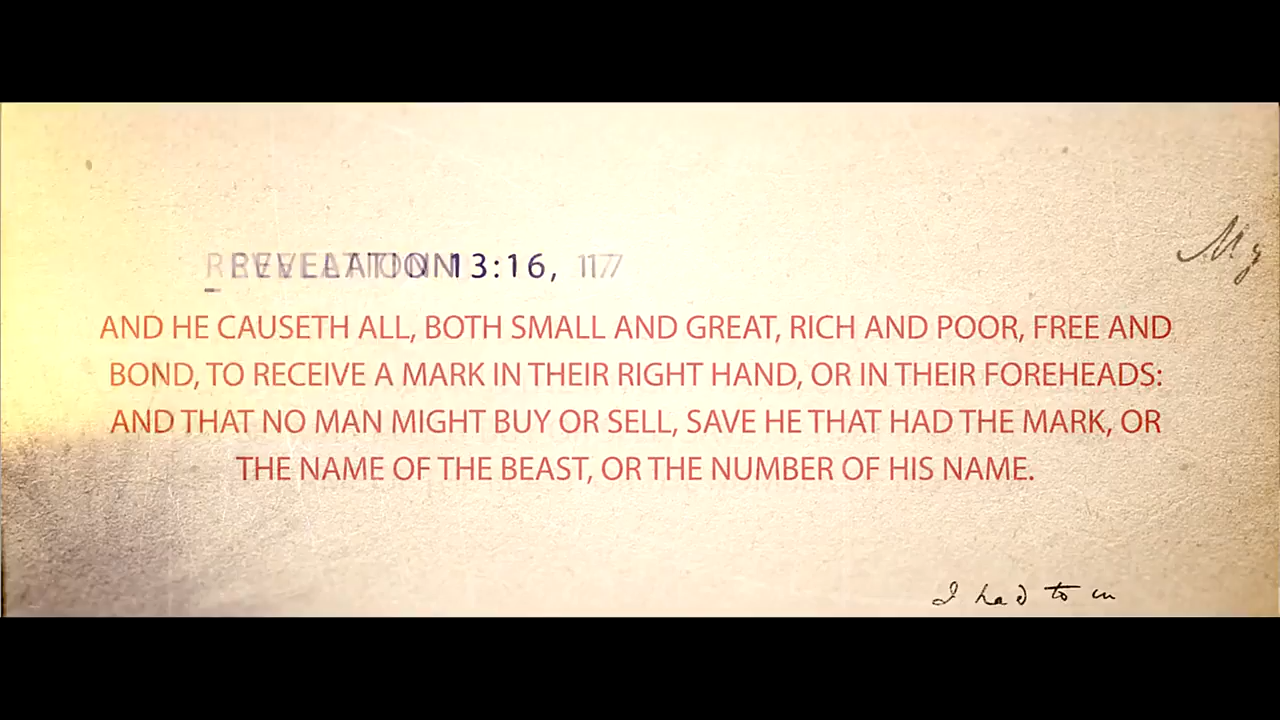 REVELATION 13:16, 17
AND HE CAUSETH ALL, BOTH SMALL AND GREAT, RICH AND POOR, FREE AND
BOND, TO RECEIVE A MARK IN THEIR RIGHT HAND, OR IN THEIR FOREHEADS:
AND THAT NO MAN MIGHT BUY OR SELL, SAVE HE THAT HAD THE MARK, OR
THE NAME OF THE BEAST, OR THE NUMBER OF HIS NAME.
My
I had to